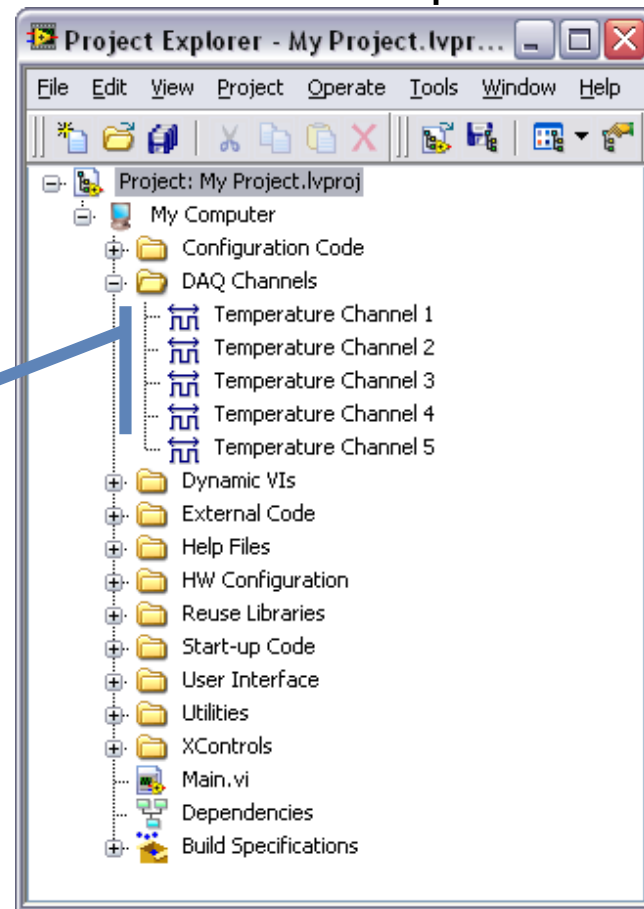 Project Explorer - My Project.lvpr...
File Edit View Project Operate Tools Window Help
Project: My Project.lvproj
My Computer
Configuration Code
DAQ Channels
Temperature Channel 1
Temperature Channel 2
Temperature Channel 3
Temperature Channel 4
Temperature Channel 5
Dynamic VIs
External Code
Help Files
HW Configuration
Reuse Libraries
Start-up Code
User Interface
Utilities
XControls
Main.vi
Dependencies
Build Specifications